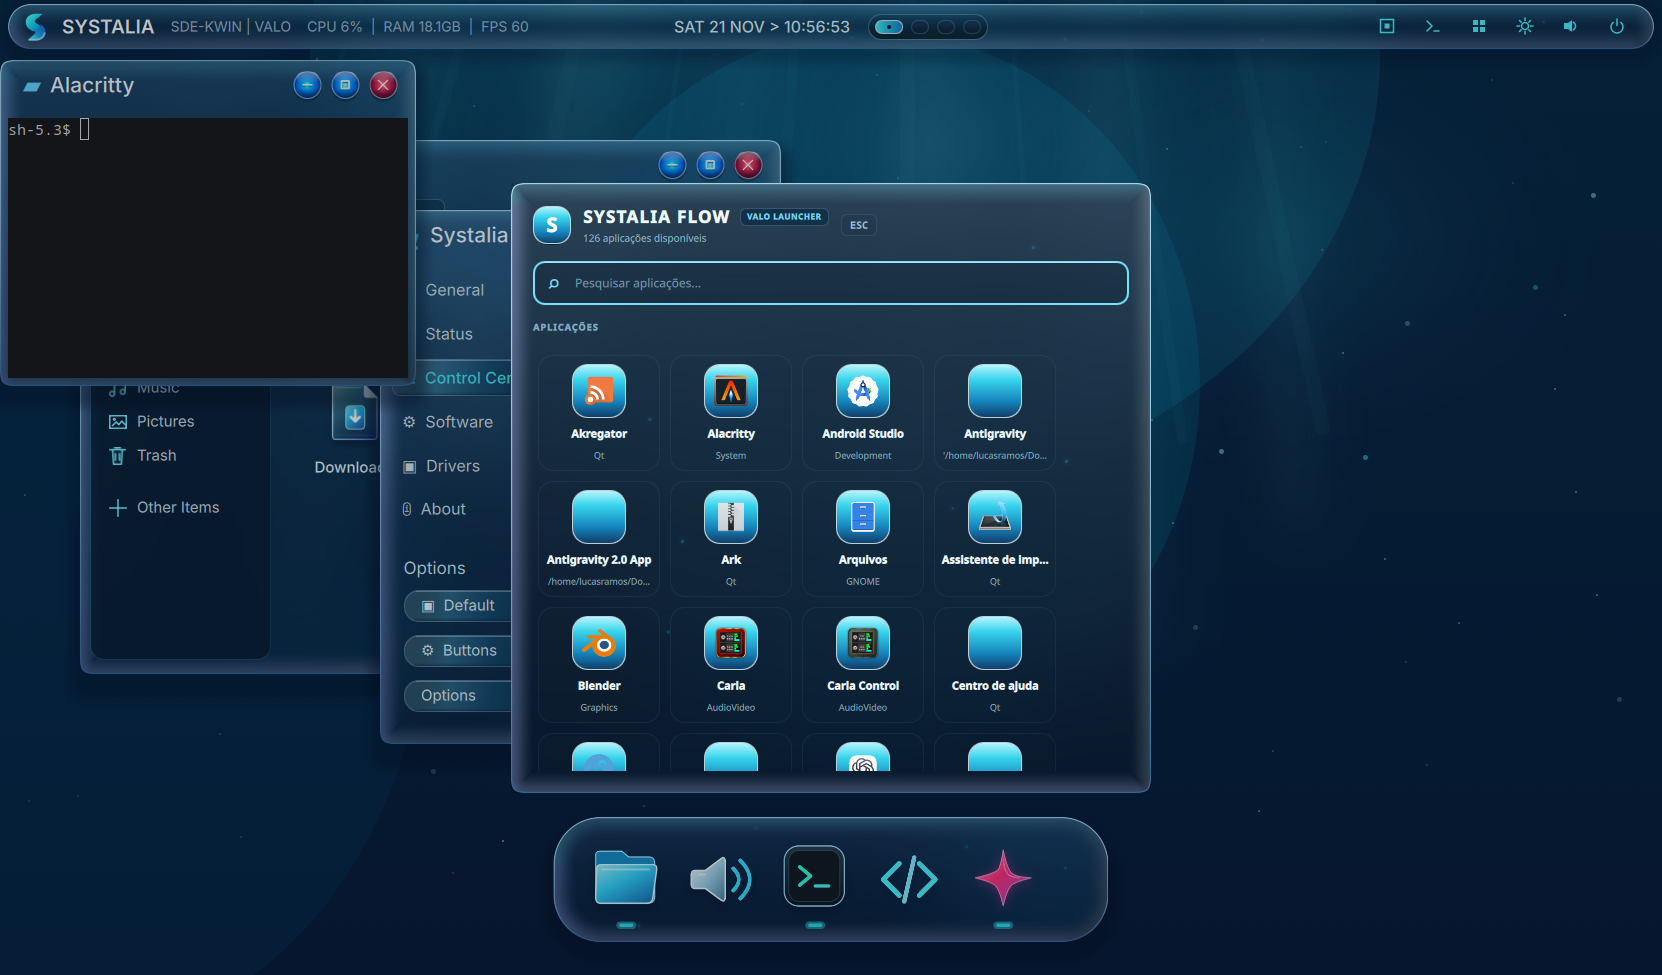 SYSTALIA SDE-KWIN | VALO CPU 6% | RAM 18.1GB | FPS 60 SAT 21 NOV > 10:56:53
Alacritty
sh-5.3$
Music
Pictures
Trash
Other Items
Downloa
Systalia
General
Status
Control Cer
Software
Drivers
About
Options
Default
Buttons
Options
S SYSTALIA FLOW VALO LAUNCHER ESC
126 aplicações disponíveis
Pesquisar aplicações...
APLICAÇÕES
Akregator
Qt
Alacritty
System
Android Studio
Development
Antigravity
'/home/lucasramos/Do...
Antigravity 2.0 App
/home/lucasramos/Do...
Ark
Qt
Arquivos
GNOME
Assistente de imp...
Qt
Blender
Graphics
Carla
AudioVideo
Carla Control
AudioVideo
Centro de ajuda
Qt